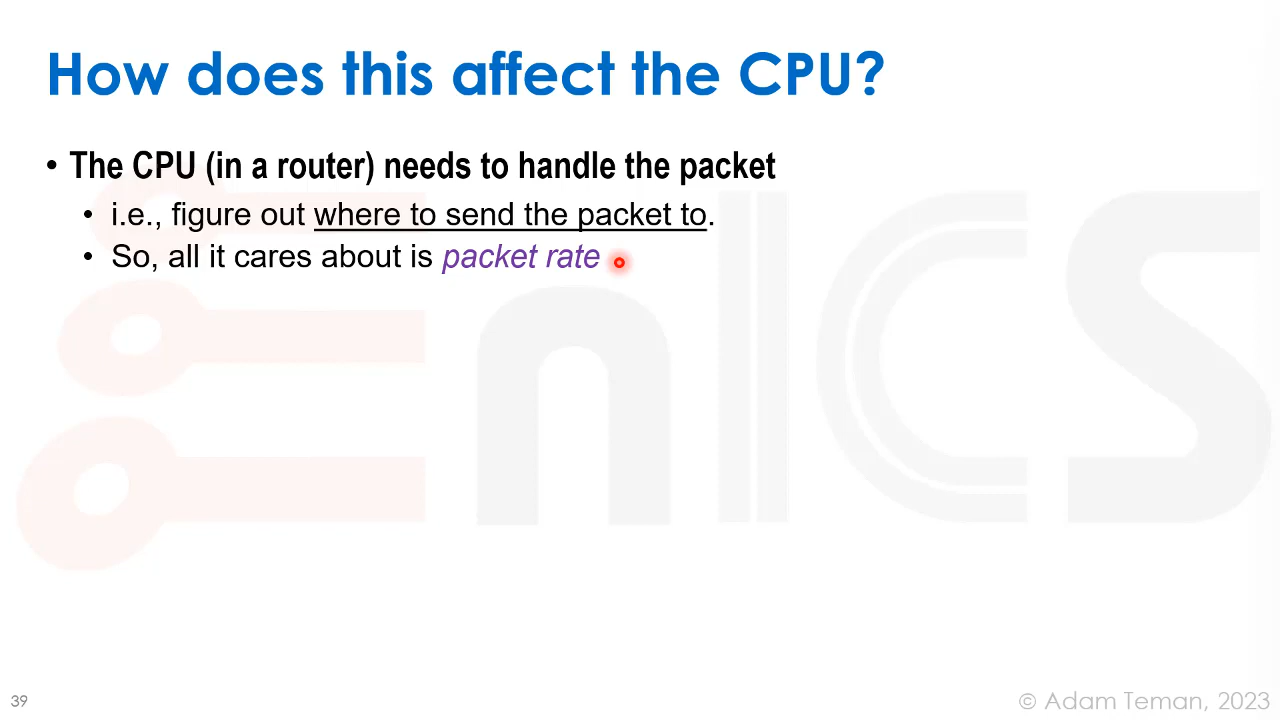 How does this affect the CPU?
• The CPU (in a router) needs to handle the packet
• i.e., figure out where to send the packet to.
• So, all it cares about is packet rate
enICS
39
© Adam Teman, 2023